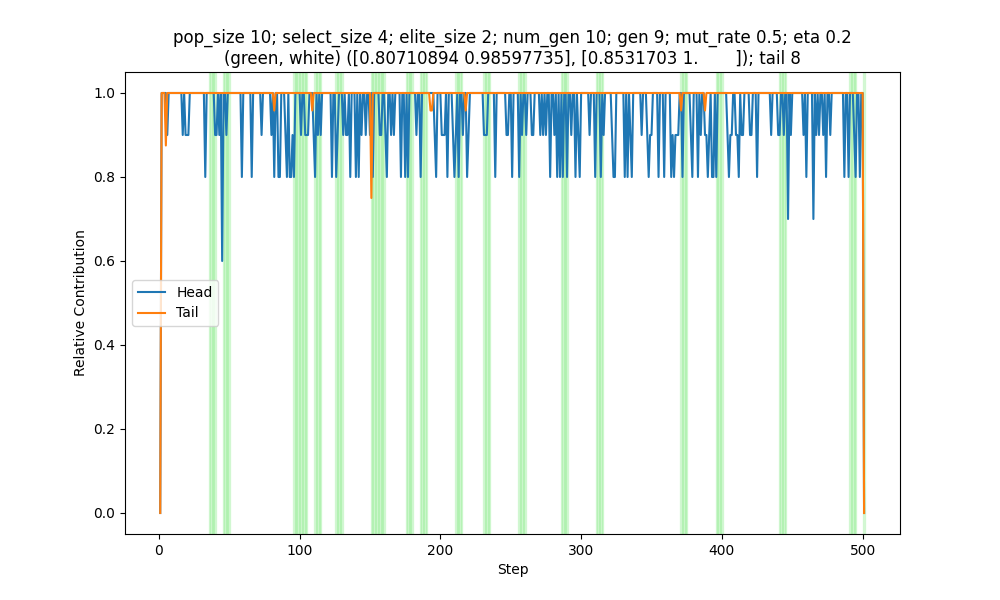 pop_size 10; select_size 4; elite_size 2; num_gen 10; gen 9; mut_rate 0.5; eta 0.2
(green, white) ([0.80710894 0.98597735], [0.8531703 1.        ]); tail 8
1.0
0.8
0.6
0.4
0.2
0.0
Relative Contribution
Head
Tail
0
100
200
300
400
500
Step